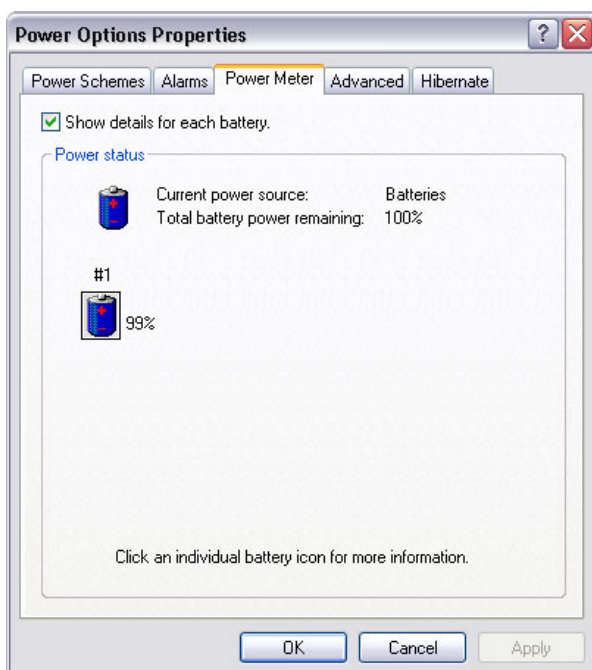 Power Options Properties
Power Schemes Alarms Power Meter Advanced Hibernate
Show details for each battery.
Power status
Current power source: Batteries
Total battery power remaining: 100%
#1
99%
Click an individual battery icon for more information.
OK Cancel Apply